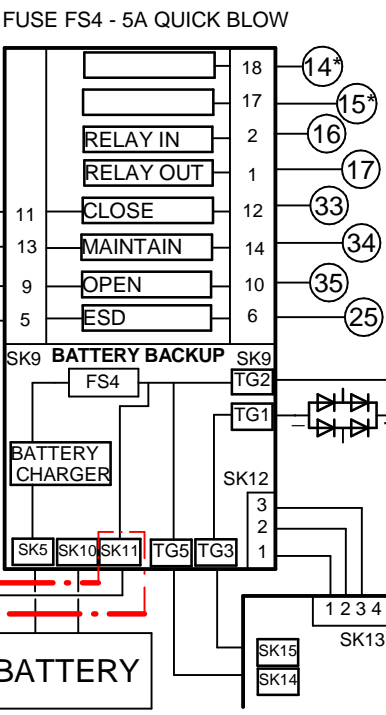 FUSE FS4 - 5A QUICK BLOW
18 14*
17 15*
RELAY IN 2 16
RELAY OUT 1 17
11 CLOSE 12 33
13 MAINTAIN 14 34
9 OPEN 10 35
5 ESD 6 25
SK9 BATTERY BACKUP SK9
FS4 TG2
TG1
BATTERY
CHARGER
SK12
3
2
1
SK5 SK10 SK11 TG5 TG3
1 2 3 4
SK13
SK15
SK14
BATTERY